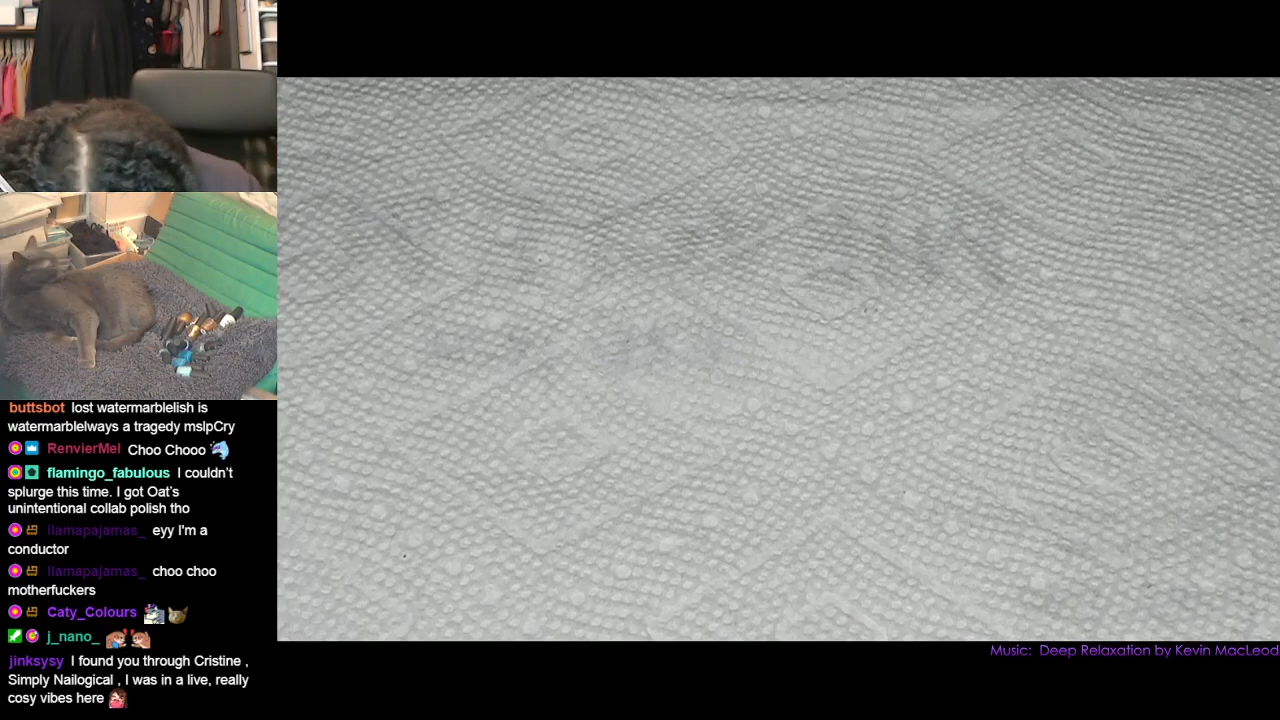 buttsbot lost watermarblelish is
watermarblelways a tragedy mslpCry
RenvierMel Choo Chooo
flamingo_fabulous I couldn't
splurge this time. I got Oat's
unintentional collab polish tho
llamapajamas_ eyy I'm a
conductor
llamapajamas_ choo choo
motherfuckers
Caty_Colours
j_nano_
jinksysy I found you through Cristine ,
Simply Nailogical , I was in a live, really
cosy vibes here
Music: Deep Relaxation by Kevin MacLeod